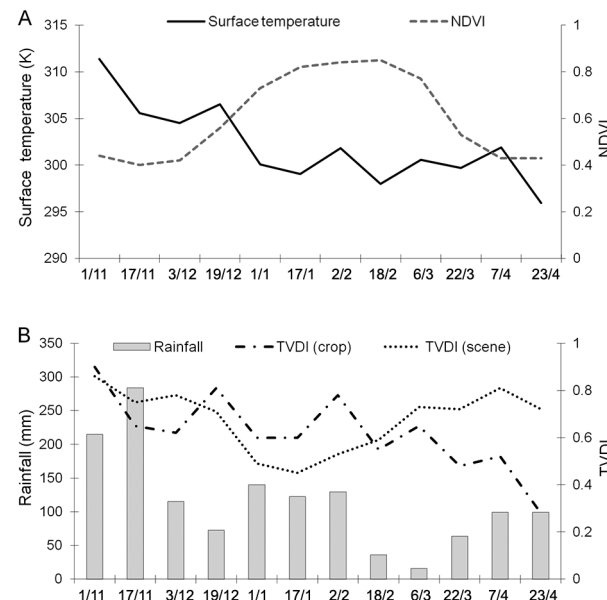 A
Surface temperature NDVI
315 1
310 0.8
305 0.6
300 0.4
295 0.2
290 0
Surface temperature (K)
NDVI
1/11 17/11 3/12 19/12 1/1 17/1 2/2 18/2 6/3 22/3 7/4 23/4
B
Rainfall TVDI (crop) TVDI (scene)
350 1
300 0.8
250
200 0.6
150 0.4
100
50 0.2
0 0
Rainfall (mm)
TVDI
1/11 17/11 3/12 19/12 1/1 17/1 2/2 18/2 6/3 22/3 7/4 23/4